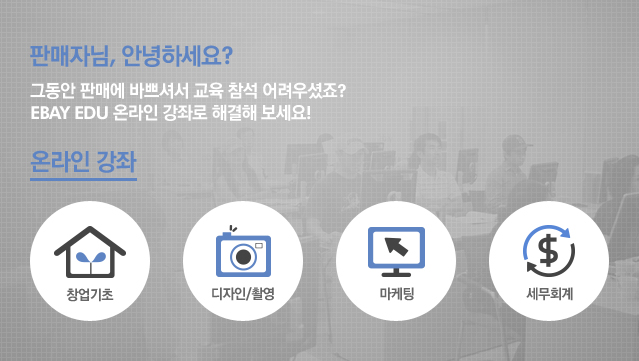 판매자님, 안녕하세요?
그동안 판매에 바쁘셔서 교육 참석 어려우셨죠?
EBAY EDU 온라인 강좌로 해결해 보세요!
온라인 강좌
창업기초
디자인/촬영
마케팅
세무회계